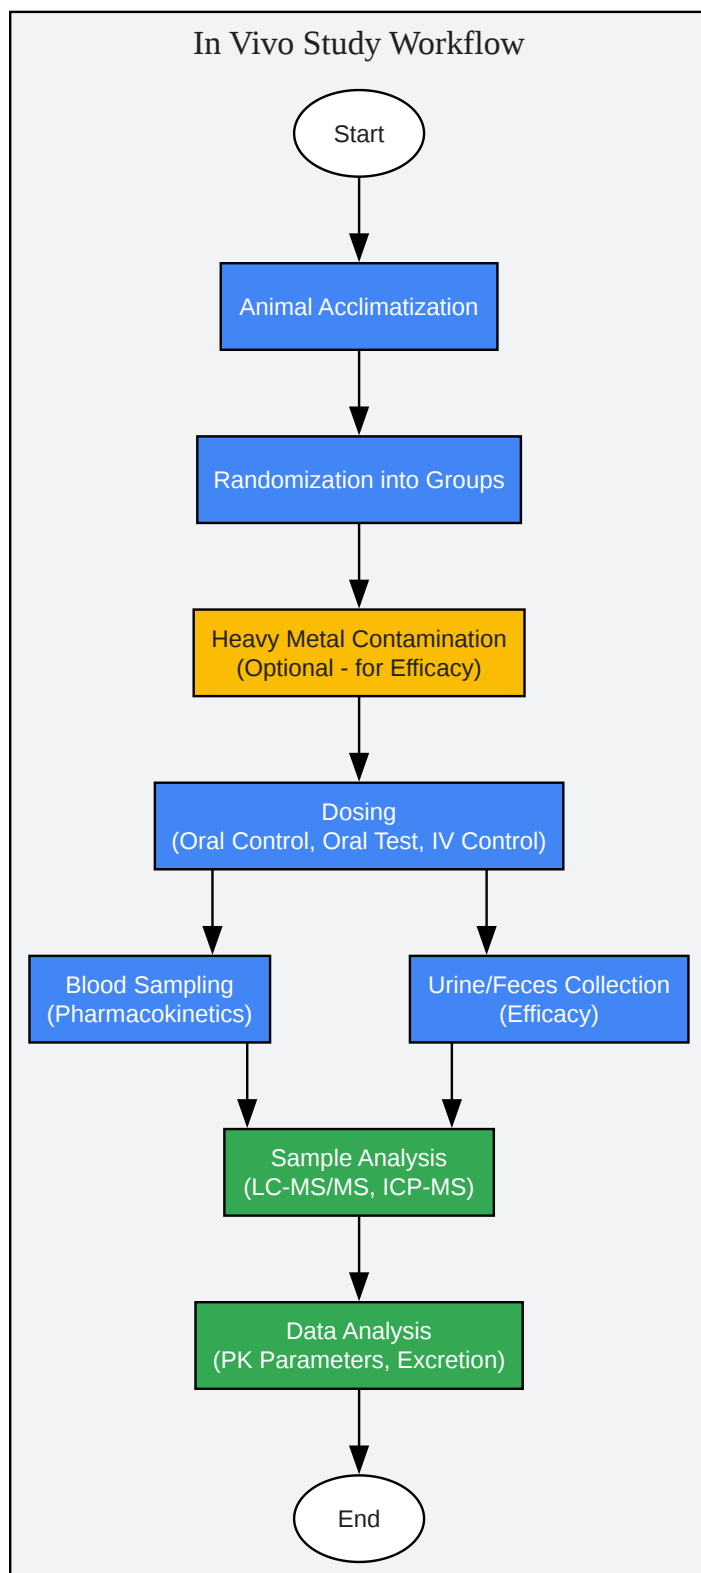 In Vivo Study Workflow
Start
Animal Acclimatization
Randomization into Groups
Heavy Metal Contamination
(Optional - for Efficacy)
Dosing
(Oral Control, Oral Test, IV Control)
Blood Sampling
(Pharmacokinetics)
Urine/Feces Collection
(Efficacy)
Sample Analysis
(LC-MS/MS, ICP-MS)
Data Analysis
(PK Parameters, Excretion)
End